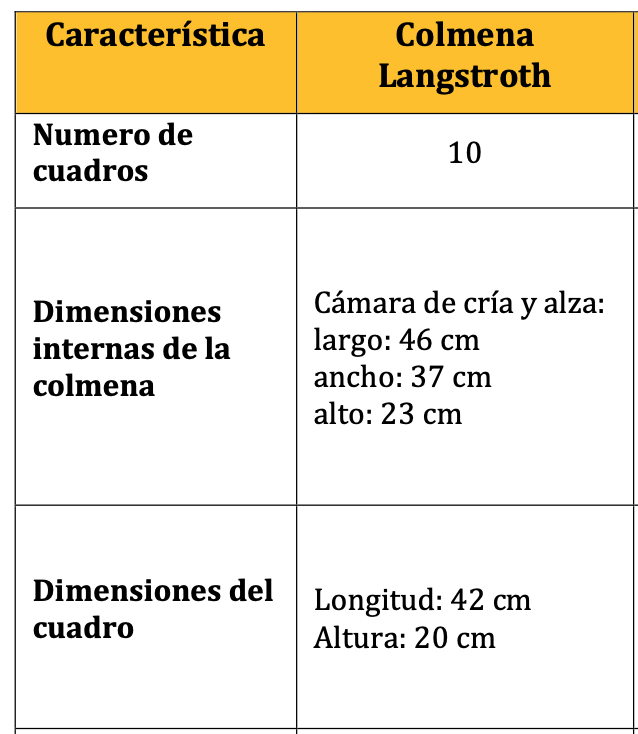 Característica
Colmena
Langstroth
Numero de
cuadros
10
Dimensiones
internas de la
colmena
Cámara de cría y alza:
largo: 46 cm
ancho: 37 cm
alto: 23 cm
Dimensiones del
cuadro
Longitud: 42 cm
Altura: 20 cm